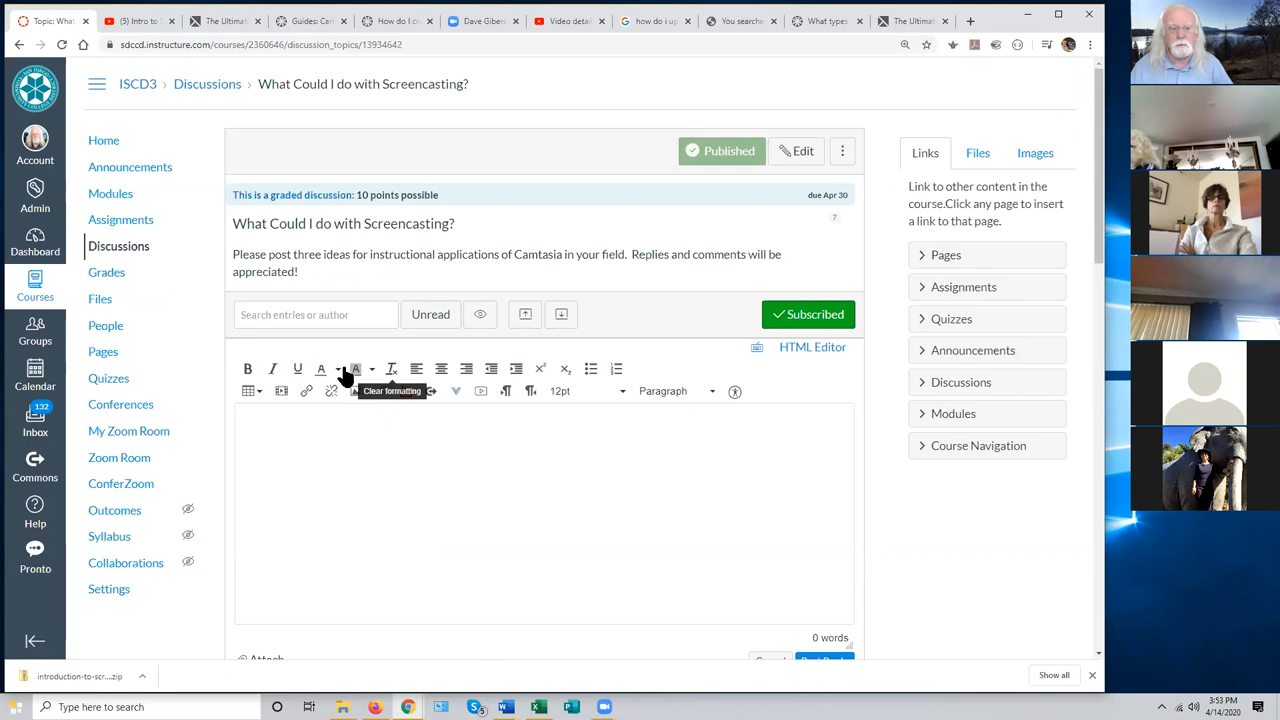 Topic: Wha
(5) Intro to S
The Ultimat
Guides: Can
How do I cr
Dave Gibers
Video detail
how do i up
Topic searc
What types
The Ultimat
sdccd.instructure.com/courses/2360646/discussion_topics/13934642
ISCD3 > Discussions > What Could I do with Screencasting?
Account
Admin
Dashboard
Courses
Groups
Calendar
132
Inbox
Commons
Help
Pronto
Home
Announcements
Modules
Assignments
Discussions
Grades
Files
People
Pages
Quizzes
Conferences
My Zoom Room
Zoom Room
ConferZoom
Outcomes
Syllabus
Collaborations
Settings
Published
Edit
This is a graded discussion: 10 points possible
due Apr 30
What Could I do with Screencasting?
7
Please post three ideas for instructional applications of Camtasia in your field. Replies and comments will be
appreciated!
Search entries or author
Unread
Subscribed
HTML Editor
Clear formatting
12pt
Paragraph
0 words
Attach
Links
Files
Images
Link to other content in the
course.Click any page to insert
a link to that page.
Pages
Assignments
Quizzes
Announcements
Discussions
Modules
Course Navigation
introduction-to-scr....zip
Show all
Type here to search
5
3:53 PM
4/14/2020